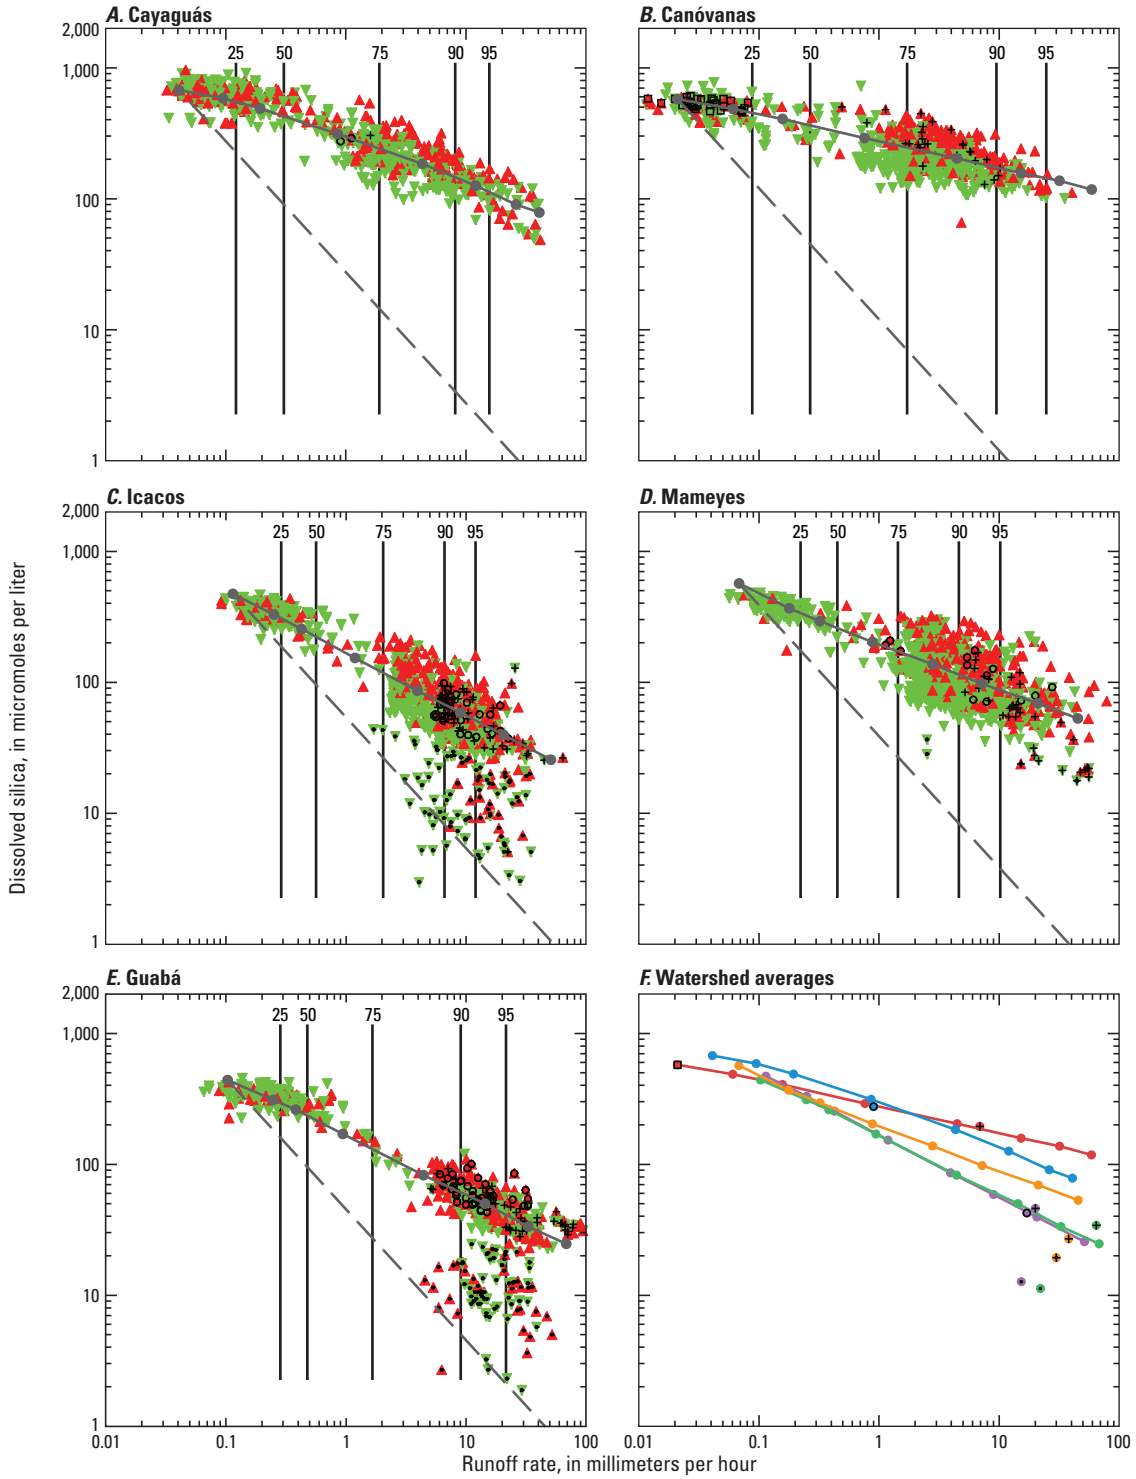 A. Cayaguás
B. Canóvanas
2,000
1,000
100
10
1
25 50 75 90 95
25 50 75 90 95
C. Icacos
D. Mameyes
2,000
1,000
100
10
1
25 50 75 90 95
25 50 75 90 95
Dissolved silica, in micromoles per liter
E. Guabá
F. Watershed averages
2,000
1,000
100
10
1
25 50 75 90 95
0.01 0.1 1 10 100
0.01 0.1 1 10 100
Runoff rate, in millimeters per hour